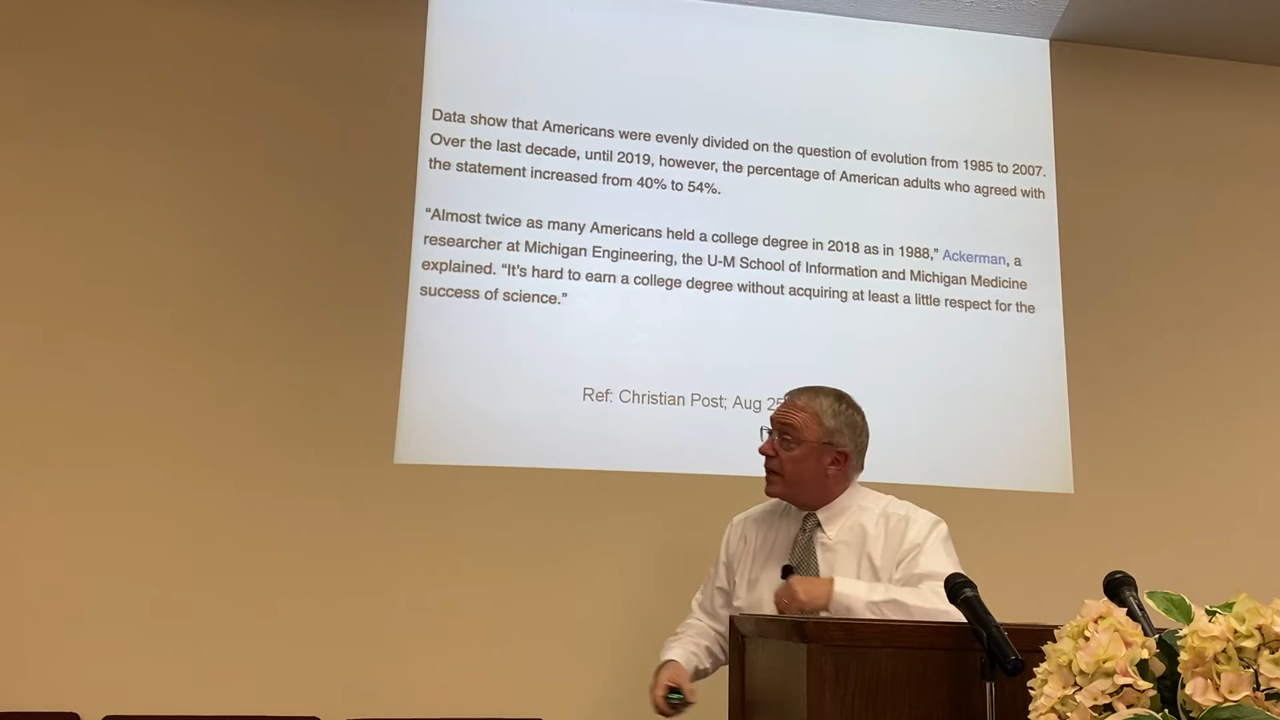 Data show that Americans were evenly divided on the question of evolution from 1985 to 2007.
Over the last decade, until 2019, however, the percentage of American adults who agreed with
the statement increased from 40% to 54%.
“Almost twice as many Americans held a college degree in 2018 as in 1988,” Ackerman, a
researcher at Michigan Engineering, the U-M School of Information and Michigan Medicine
explained. “It’s hard to earn a college degree without acquiring at least a little respect for the
success of science.”
Ref: Christian Post; Aug